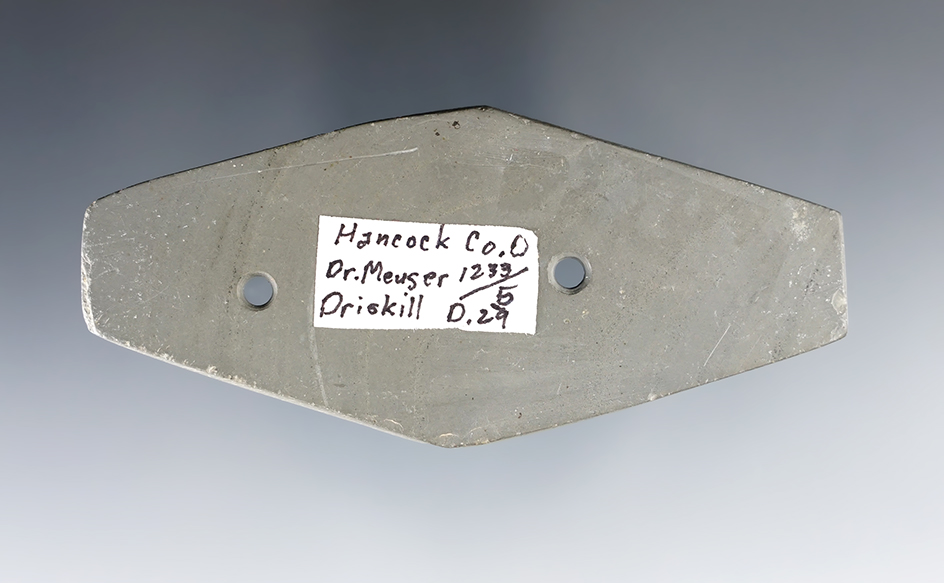 Hancock Co. O
Dr. Meuser 1233/5
Driskill D.29